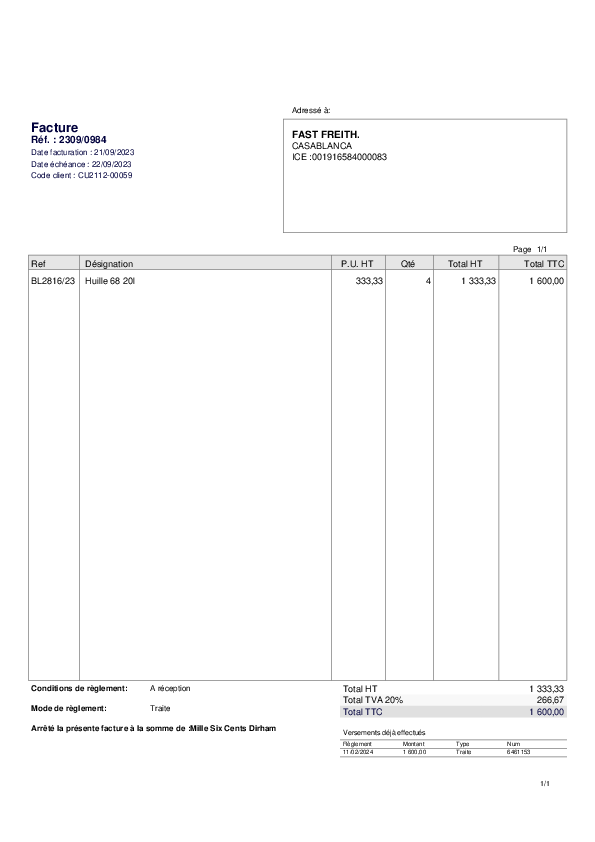 Adressé à:
Facture
Réf. : 2309/0984
Date facturation : 21/09/2023
Date échéance : 22/09/2023
Code client : CU2112-00059
FAST FREITH.
CASABLANCA
ICE :001916584000083
Page 1/1
Ref Désignation P.U. HT Qté Total HT Total TTC
BL2816/23 Huille 68 20l 333,33 4 1 333,33 1 600,00
Conditions de règlement: A réception
Mode de règlement: Traite
Arrêté la présente facture à la somme de :Mille Six Cents Dirham
Total HT 1 333,33
Total TVA 20% 266,67
Total TTC 1 600,00
Versements déjà effectués
Règlement Montant Type Num
11/02/2024 1 600,00 Traite 6461153
1/1